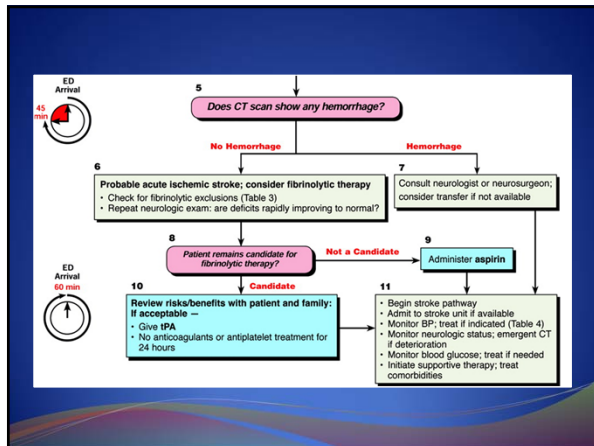 ED
Arrival
45
min
5
Does CT scan show any hemorrhage?
No Hemorrhage
Hemorrhage
6
Probable acute ischemic stroke; consider fibrinolytic therapy
• Check for fibrinolytic exclusions (Table 3)
• Repeat neurologic exam: are deficits rapidly improving to normal?
7
Consult neurologist or neurosurgeon;
consider transfer if not available
8
Patient remains candidate for
fibrinolytic therapy?
Not a Candidate
9
Administer aspirin
Candidate
ED
Arrival
60 min
10
Review risks/benefits with patient and family:
If acceptable —
• Give tPA
• No anticoagulants or antiplatelet treatment for
24 hours
11
• Begin stroke pathway
• Admit to stroke unit if available
• Monitor BP; treat if indicated (Table 4)
• Monitor neurologic status; emergent CT
if deterioration
• Monitor blood glucose; treat if needed
• Initiate supportive therapy; treat
comorbidities